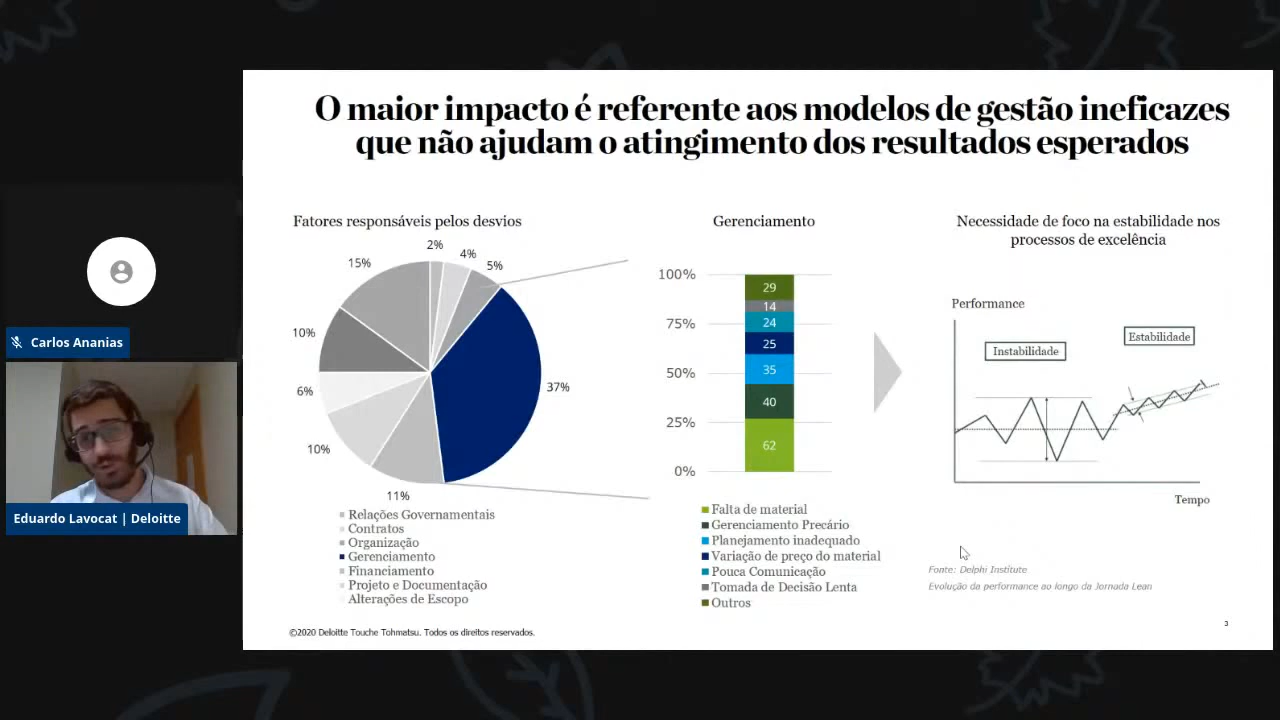 O maior impacto é referente aos modelos de gestão ineficazes
que não ajudam o atingimento dos resultados esperados
Fatores responsáveis pelos desvios
2%
4%
5%
15%
10%
37%
6%
10%
11%
Relações Governamentais
Contratos
Organização
Gerenciamento
Financiamento
Projeto e Documentação
Alterações de Escopo
Gerenciamento
100%
75%
50%
25%
0%
29
14
24
25
35
40
62
Falta de material
Gerenciamento Precário
Planejamento inadequado
Variação de preço do material
Pouca Comunicação
Tomada de Decisão Lenta
Outros
Necessidade de foco na estabilidade nos
processos de excelência
Performance
Instabilidade
Estabilidade
Tempo
Fonte: Delphi Institute
Evolução da performance ao longo da Jornada Lean
©2020 Deloitte Touche Tohmatsu. Todos os direitos reservados.
3
Carlos Ananias
Eduardo Lavocat | Deloitte